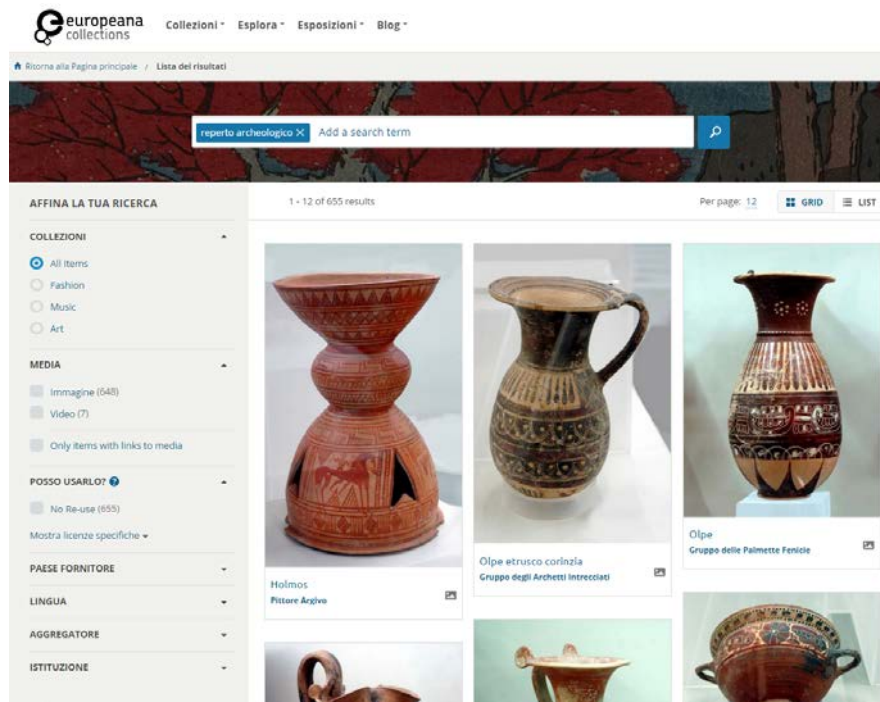 europeana
collections
Collezioni
Esplora
Esposizioni
Blog
Ritorna alla Pagina principale / Lista dei risultati
reperto archeologico × Add a search term
AFFINA LA TUA RICERCA
1 - 12 of 655 results
Per page: 12
GRID
LIST
COLLEZIONI
All Items
Fashion
Music
Art
MEDIA
Immagine (648)
Video (7)
Only items with links to media
POSSO USARLO? ?
No Re-use (655)
Mostra licenze specifiche
PAESE FORNITORE
LINGUA
AGGREGATORE
ISTITUZIONE
Holmos
Pittore Argivo
Olpe etrusco corinzia
Gruppo degli Archetti Intrecciati
Olpe
Gruppo delle Palmette Fenicie